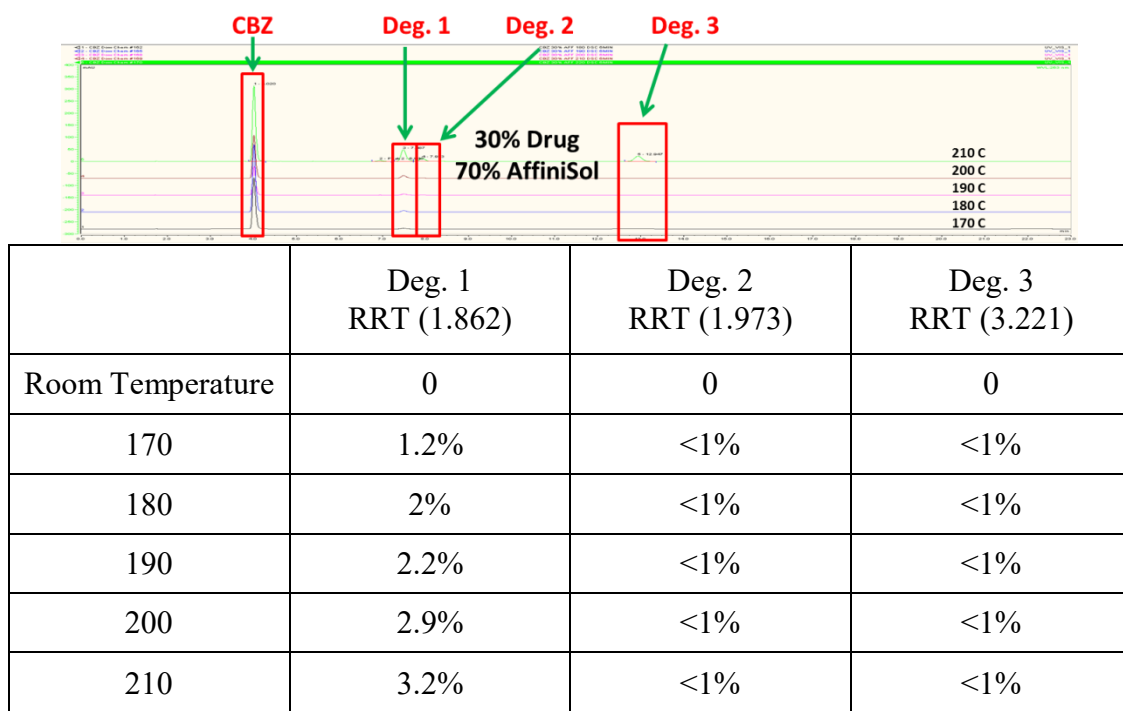 CBZ Deg. 1 Deg. 2 Deg. 3
30% Drug
70% AffiniSol
210 C
200 C
190 C
180 C
170 C
Deg. 1 Deg. 2 Deg. 3
RRT (1.862) RRT (1.973) RRT (3.221)
Room Temperature 0 0 0
170 1.2% <1% <1%
180 2% <1% <1%
190 2.2% <1% <1%
200 2.9% <1% <1%
210 3.2% <1% <1%